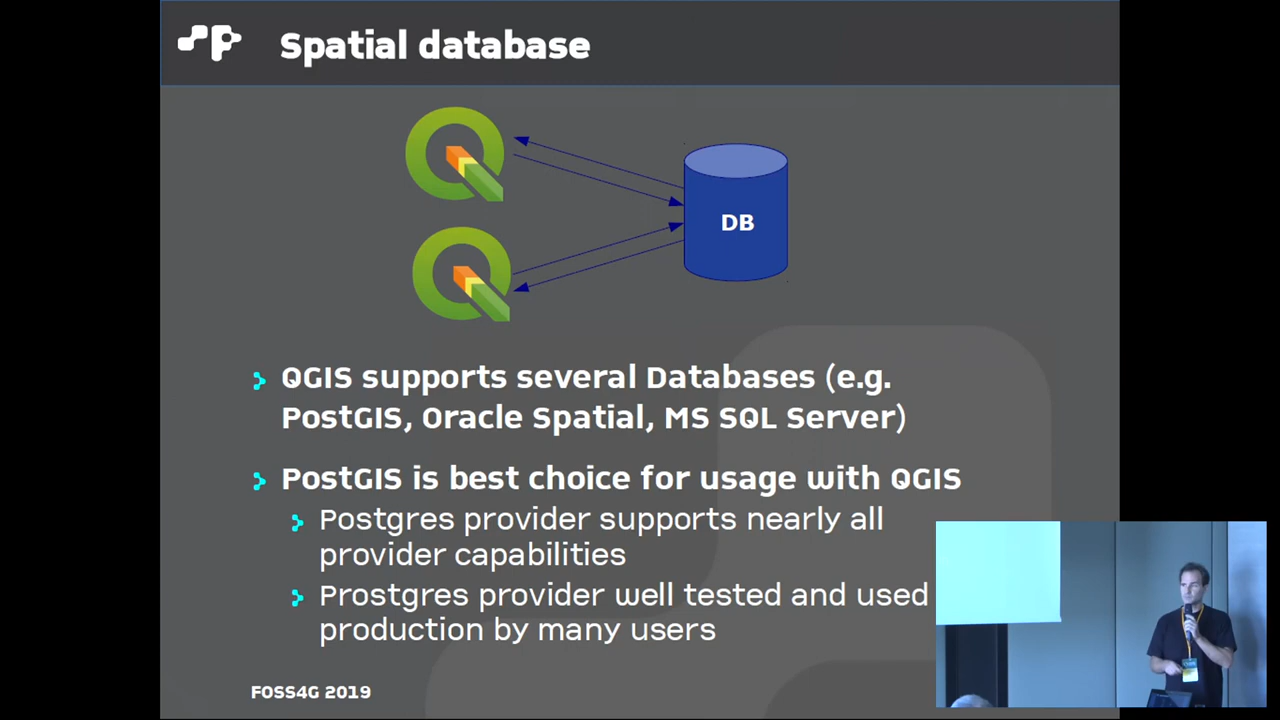 Spatial database
DB
QGIS supports several Databases (e.g.
PostGIS, Oracle Spatial, MS SQL Server)
PostGIS is best choice for usage with QGIS
Postgres provider supports nearly all
provider capabilities
Prostgres provider well tested and used
production by many users
FOSS4G 2019